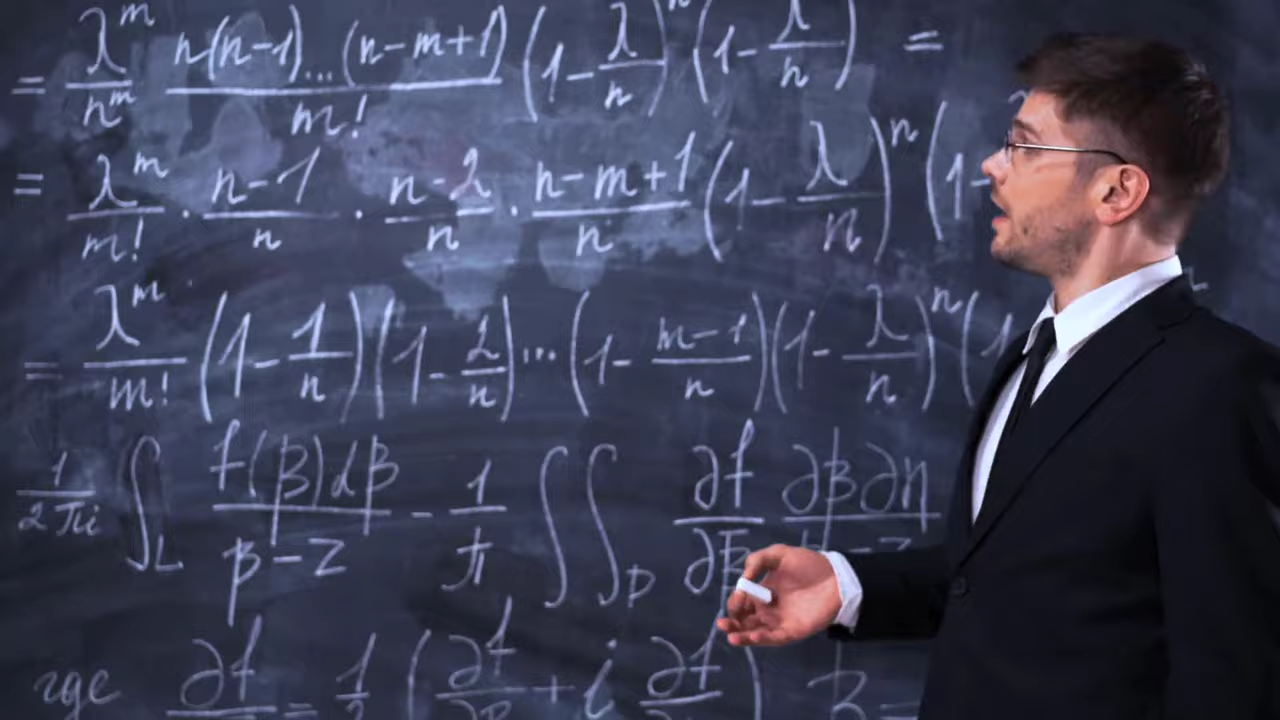 = λ^m/n^m n(n-1)...(n-m+1)/m! (1-λ/n)^n (1-λ/n) =
= λ^m/m! · n-1/n · n-2/n · n-m+1/n (1-λ/n)^n (1-
= λ^m/m! (1-1/n)(1-2/n)...(1-m-1/n)(1-λ/n)^n (1
1/2πi ∫_L f(β)dβ/β-z - 1/π ∫∫_D ∂f/∂β̄ ∂β∂η/β-z
где ∂f/ = 1/2 (∂f/∂β + i ∂f/ ) z =